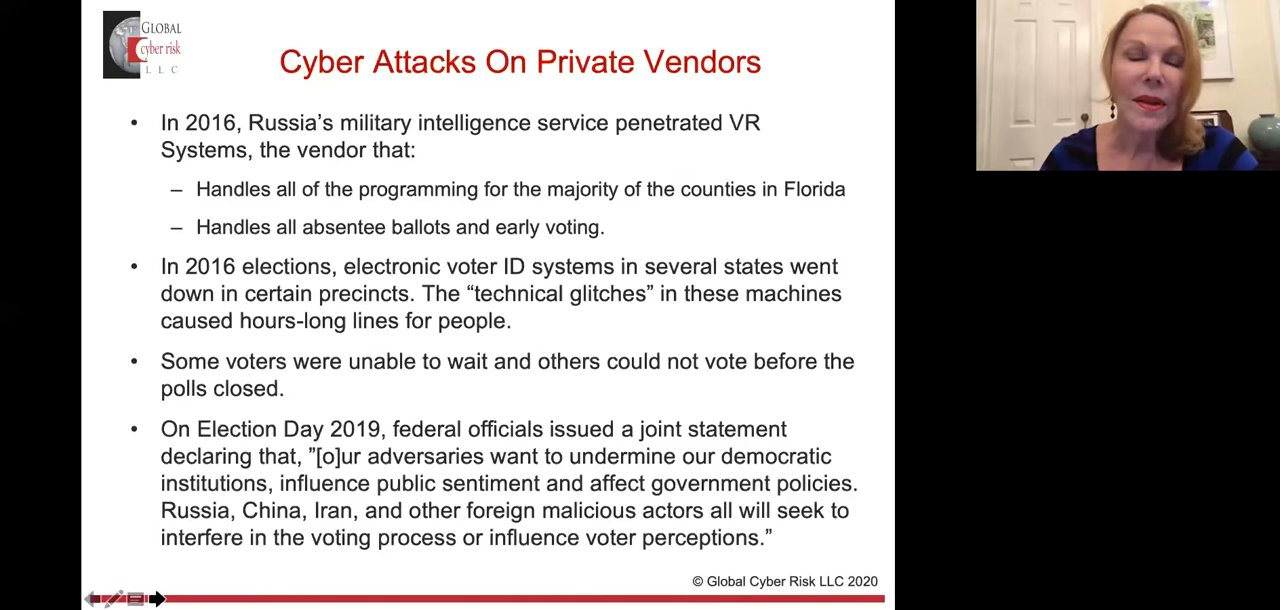 GLOBAL
cyber risk
L L C
Cyber Attacks On Private Vendors
• In 2016, Russia's military intelligence service penetrated VR
Systems, the vendor that:
– Handles all of the programming for the majority of the counties in Florida
– Handles all absentee ballots and early voting.
• In 2016 elections, electronic voter ID systems in several states went
down in certain precincts. The “technical glitches” in these machines
caused hours-long lines for people.
• Some voters were unable to wait and others could not vote before the
polls closed.
• On Election Day 2019, federal officials issued a joint statement
declaring that, ”[o]ur adversaries want to undermine our democratic
institutions, influence public sentiment and affect government policies.
Russia, China, Iran, and other foreign malicious actors all will seek to
interfere in the voting process or influence voter perceptions.”
© Global Cyber Risk LLC 2020